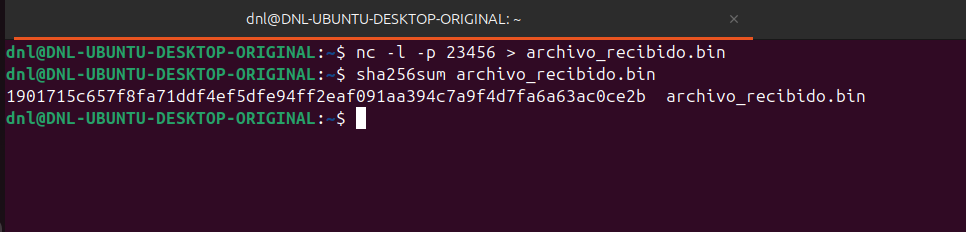 dnl@DNL-UBUNTU-DESKTOP-ORIGINAL: ~
dnl@DNL-UBUNTU-DESKTOP-ORIGINAL:~$ nc -l -p 23456 > archivo_recibido.bin
dnl@DNL-UBUNTU-DESKTOP-ORIGINAL:~$ sha256sum archivo_recibido.bin
1901715c657f8fa71ddf4ef5dfe94ff2eaf091aa394c7a9f4d7fa6a63ac0ce2b  archivo_recibido.bin
dnl@DNL-UBUNTU-DESKTOP-ORIGINAL:~$